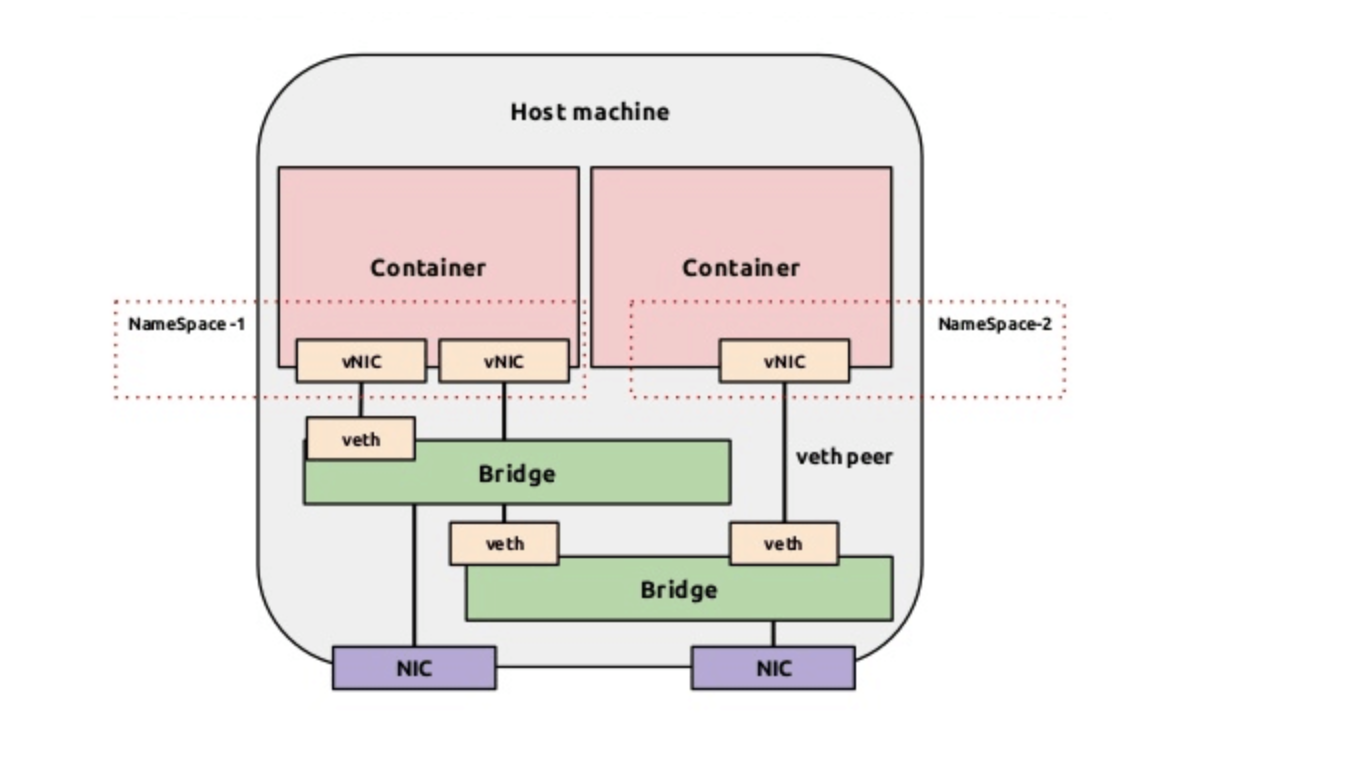 Host machine
Container
Container
NameSpace -1
NameSpace-2
vNIC
vNIC
vNIC
veth
veth peer
Bridge
veth
veth
Bridge
NIC
NIC